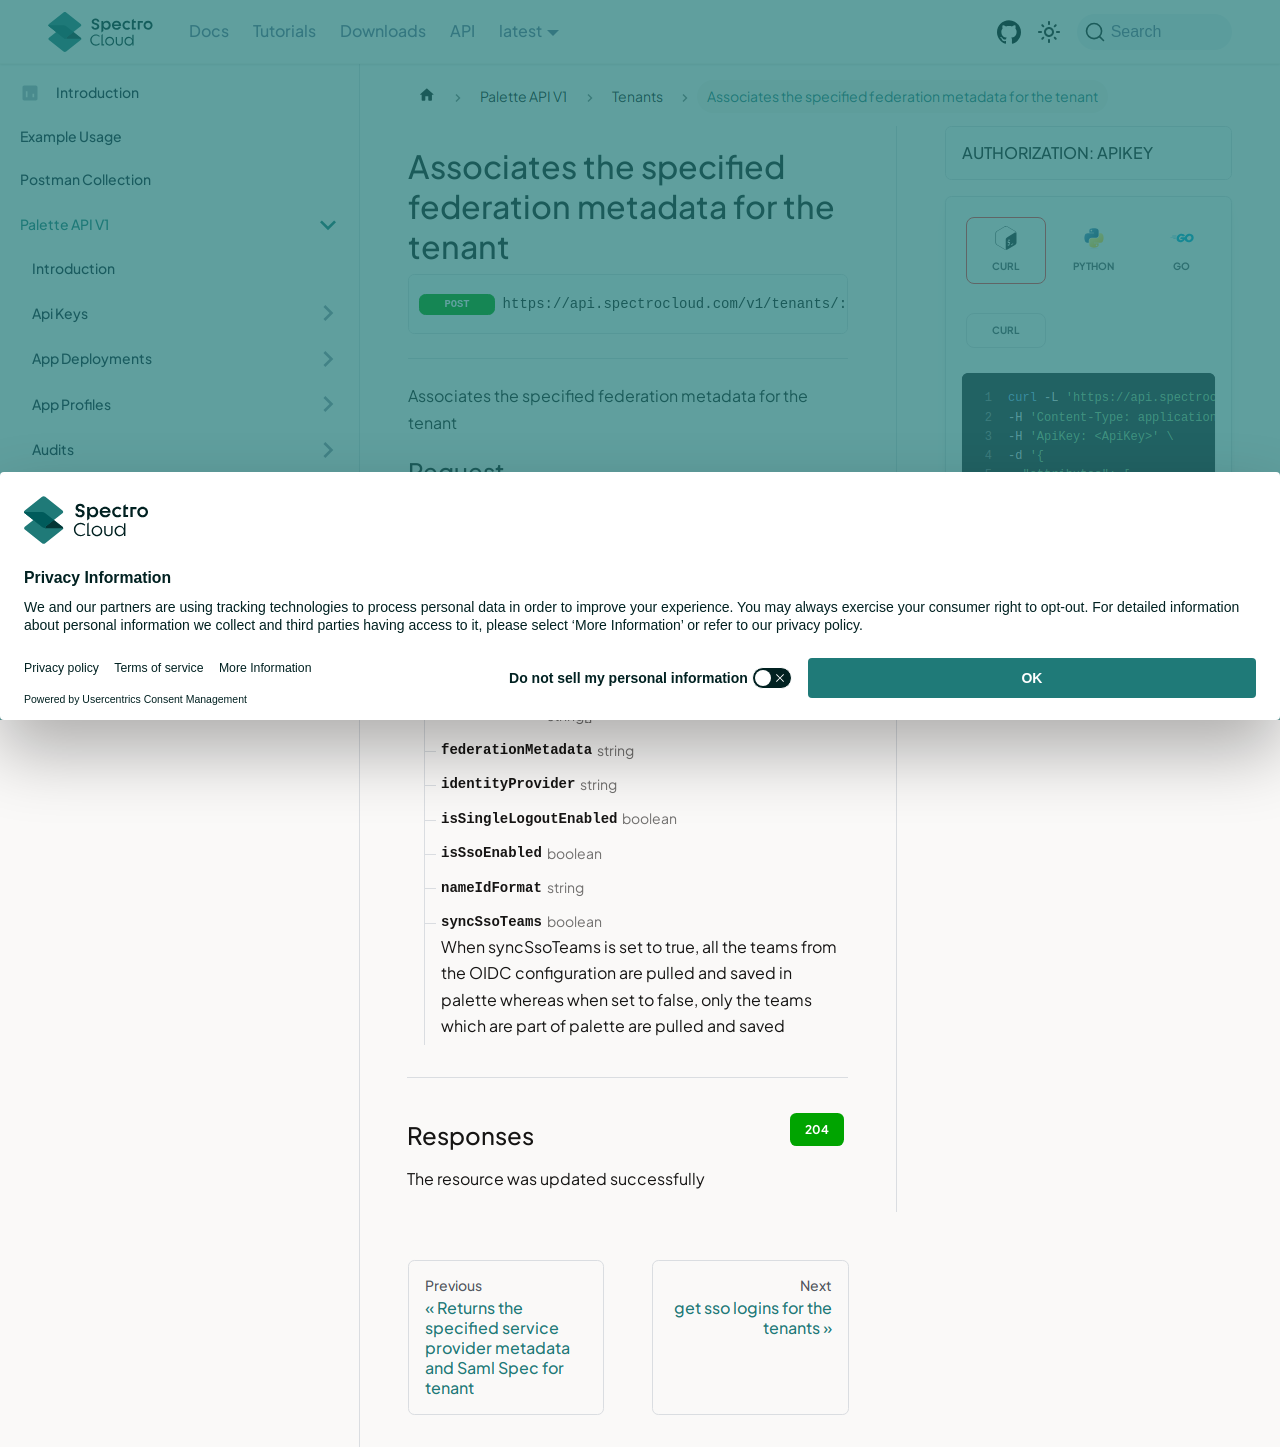 Spectro Cloud
Docs
Tutorials
Downloads
API
latest
Search
Introduction
Example Usage
Postman Collection
Palette API V1
Introduction
Api Keys
App Deployments
App Profiles
Audits
Palette API V1
Tenants
Associates the specified federation metadata for the tenant
Associates the specified
federation metadata for the
tenant
POST
https://api.spectrocloud.com/v1/tenants/:
Associates the specified federation metadata for the
tenant
Request
AUTHORIZATION: APIKEY
CURL
PYTHON
GO
CURL
1 curl -L 'https://api.spectroc
2 -H 'Content-Type: application
3 -H 'ApiKey: <ApiKey>' \
4 -d '{
Spectro
Cloud
Privacy Information
We and our partners are using tracking technologies to process personal data in order to improve your experience. You may always exercise your consumer right to opt-out. For detailed information
about personal information we collect and third parties having access to it, please select ‘More Information’ or refer to our privacy policy.
Privacy policy
Terms of service
More Information
Powered by Usercentrics Consent Management
Do not sell my personal information
OK
federationMetadata string
identityProvider string
isSingleLogoutEnabled boolean
isSsoEnabled boolean
nameIdFormat string
syncSsoTeams boolean
When syncSsoTeams is set to true, all the teams from
the OIDC configuration are pulled and saved in
palette whereas when set to false, only the teams
which are part of palette are pulled and saved
Responses
204
The resource was updated successfully
Previous
« Returns the
specified service
provider metadata
and Saml Spec for
tenant
Next
get sso logins for the
tenants »